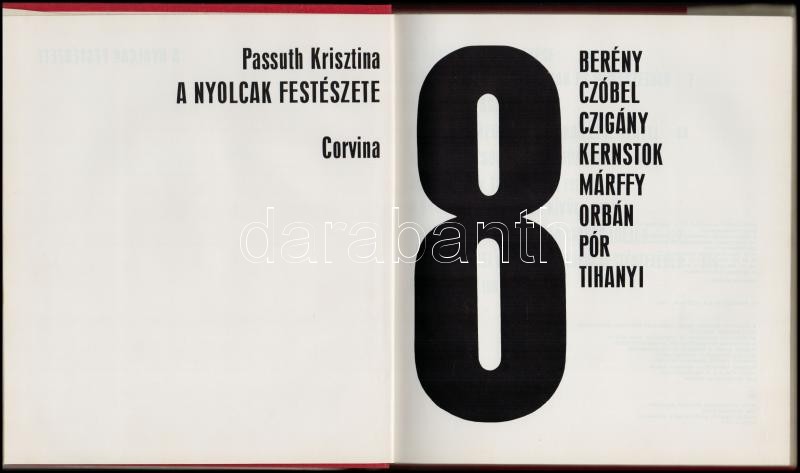 Passuth Krisztina
A NYOLCAK FESTÉSZETE
Corvina
8
BERÉNY
CZÓBEL
CZIGÁNY
KERNSTOK
MÁRFFY
ORBÁN
PÓR
TIHANYI
darabanth